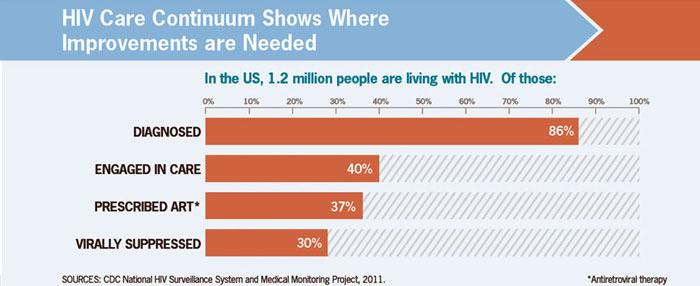 HIV Care Continuum Shows Where
Improvements are Needed
In the US, 1.2 million people are living with HIV. Of those:
0% 10% 20% 30% 40% 50% 60% 70% 80% 90% 100%
DIAGNOSED 86%
ENGAGED IN CARE 40%
PRESCRIBED ART* 37%
VIRALLY SUPPRESSED 30%
SOURCES: CDC National HIV Surveillance System and Medical Monitoring Project, 2011. *Antiretroviral therapy